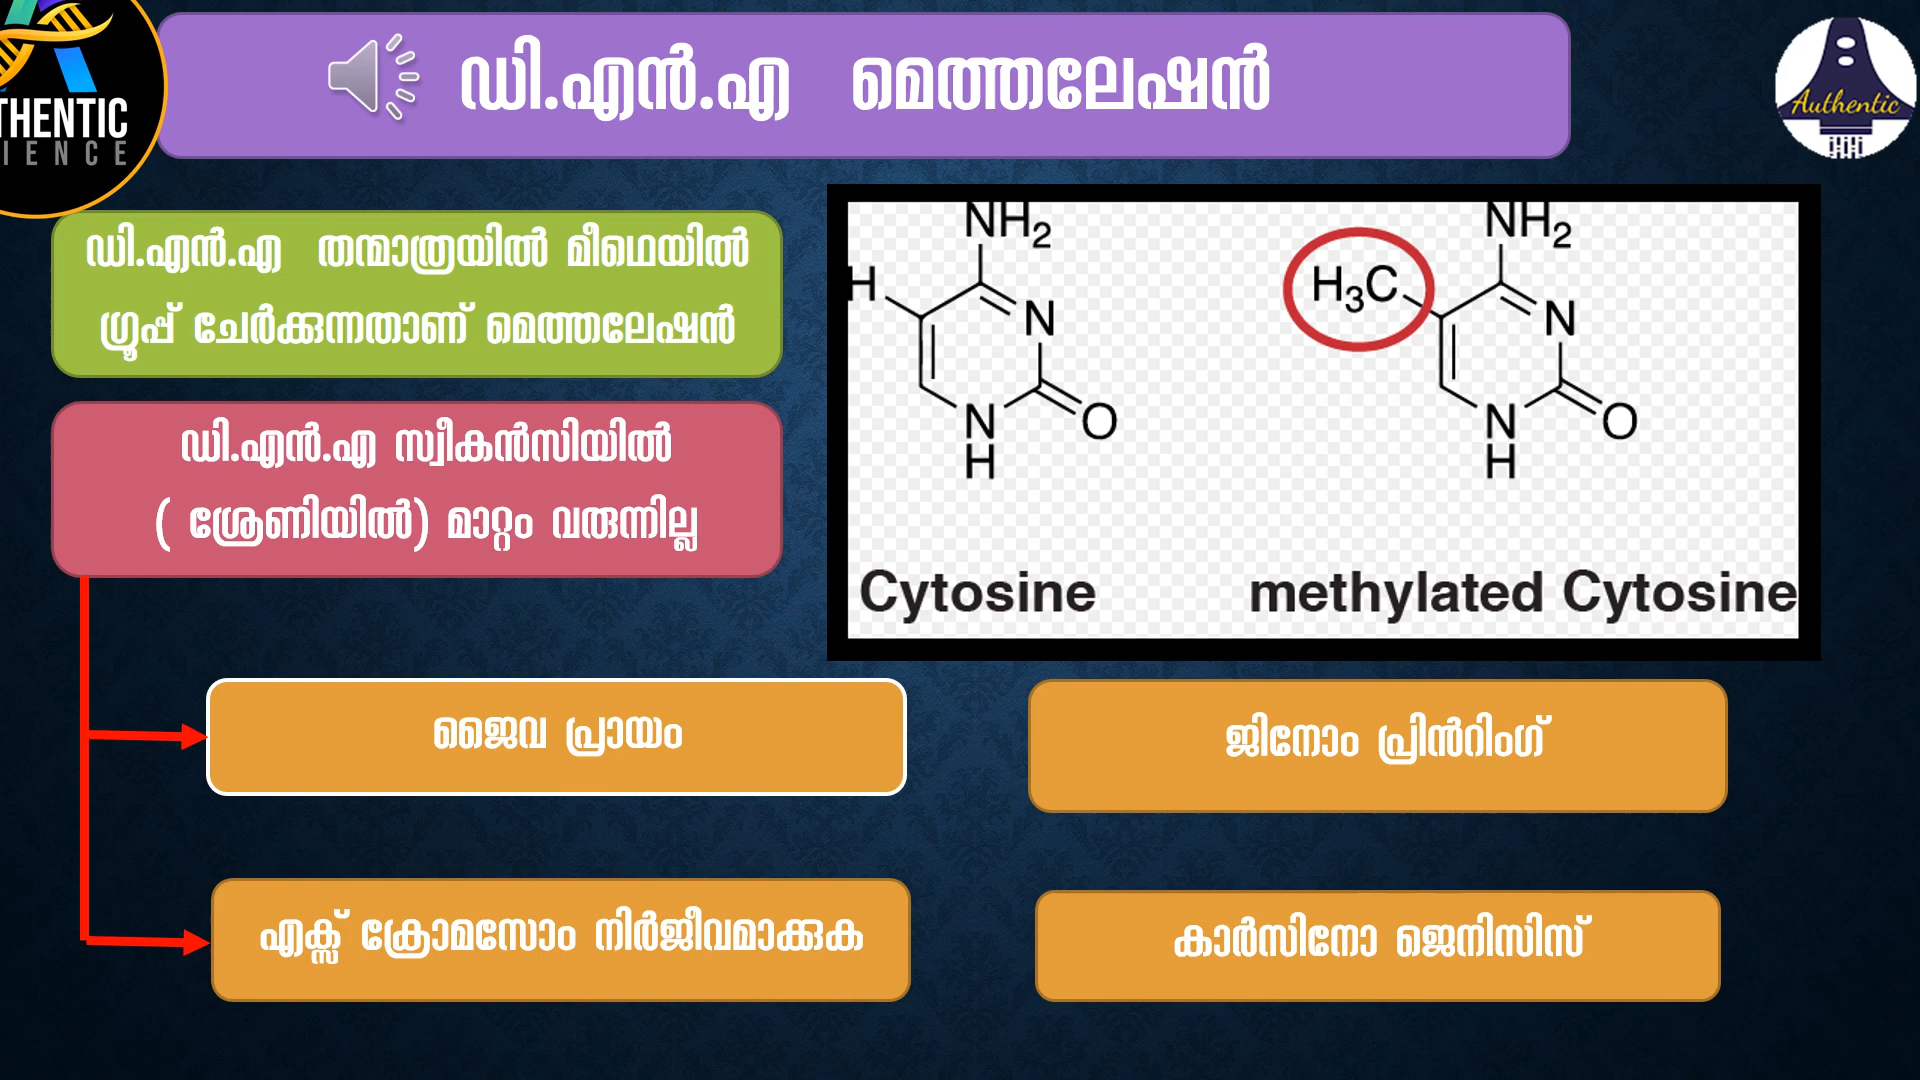 THENTIC
IENCE
ഡി.എൻ.എ മെത്തലേഷൻ
Authentic
ഡി.എൻ.എ തന്മാത്രയിൽ മീഥെയിൽ
ഗ്രൂപ്പ് ചേർക്കുന്നതാണ് മെത്തലേഷൻ
ഡി.എൻ.എ സ്വീകൻസിയിൽ
( ശ്രേണിയിൽ) മാറ്റം വരുന്നില്ല
NH2
H
N
O
N
H
Cytosine
NH2
H3C
N
O
N
H
methylated Cytosine
ജൈവ പ്രായം
ജിനോം പ്രിൻറിംഗ്
എക്സ് ക്രോമസോം നിർജീവമാക്കുക
കാർസിനോ ജെനിസിസ്